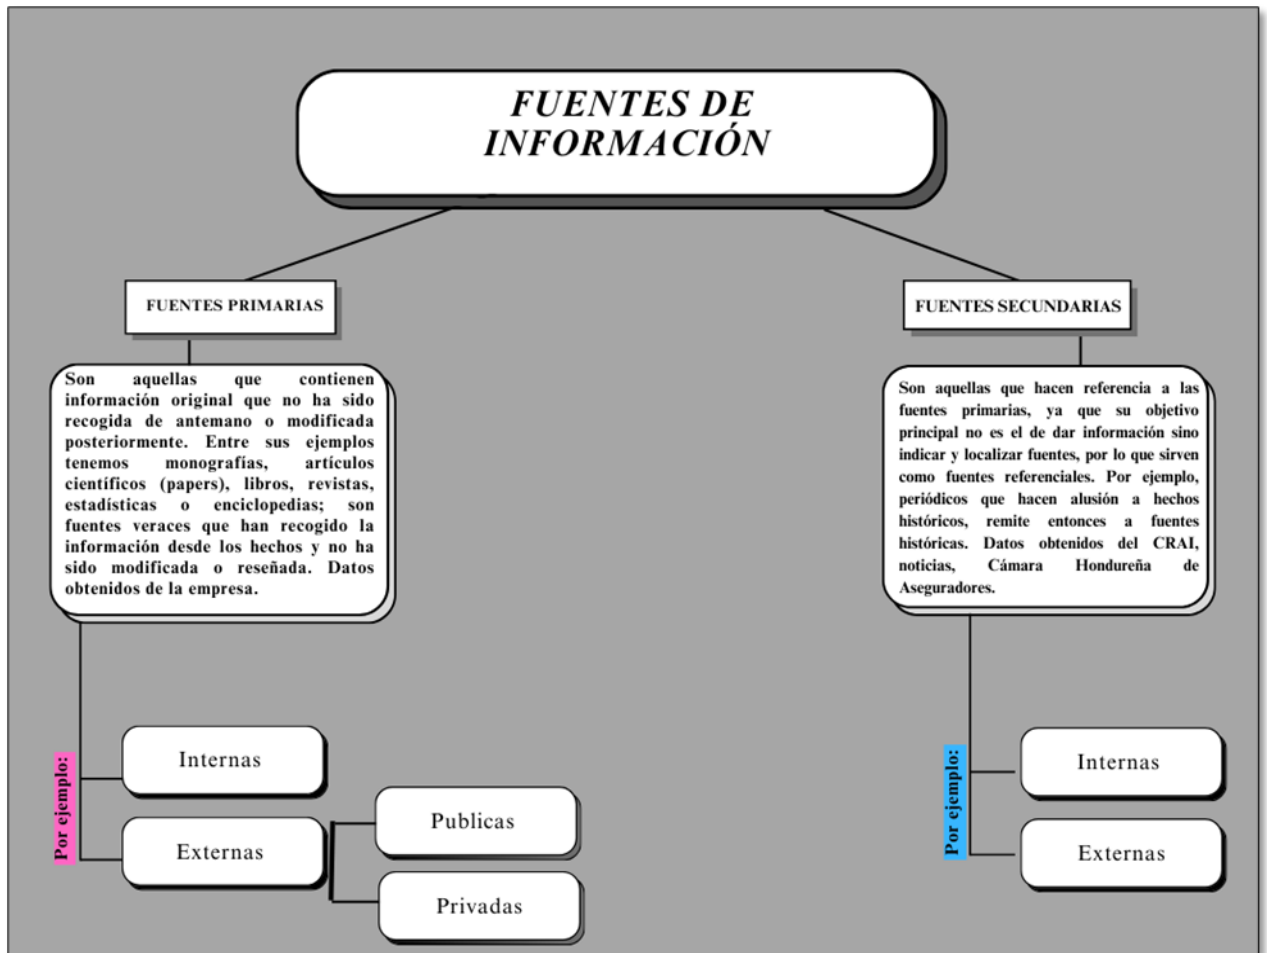 FUENTES DE
INFORMACIÓN
FUENTES PRIMARIAS
Son aquellas que contienen
información original que no ha sido
recogida de antemano o modificada
posteriormente. Entre sus ejemplos
tenemos monografías, artículos
científicos (papers), libros, revistas,
estadísticas o enciclopedias; son
fuentes veraces que han recogido la
información desde los hechos y no ha
sido modificada o reseñada. Datos
obtenidos de la empresa.
Por ejemplo:
Internas
Externas
Publicas
Privadas
FUENTES SECUNDARIAS
Son aquellas que hacen referencia a las
fuentes primarias, ya que su objetivo
principal no es el de dar información sino
indicar y localizar fuentes, por lo que sirven
como fuentes referenciales. Por ejemplo,
periódicos que hacen alusión a hechos
históricos, remite entonces a fuentes
históricas. Datos obtenidos del CRAI,
noticias, Cámara Hondureña de
Aseguradores.
Por ejemplo:
Internas
Externas